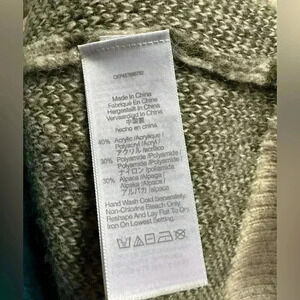 Made In China
Fabriqué En China
Hergestellt In China
Vervaardigd In China
中国製
hecho en china
40% Acrylic /Acrylique /
Polyacryl /Acryl /
アクリル /acrílico
30% Polyamide /Polyamide /
Polyamid /Polyamide /
ナイロン /poliamida
30% Alpaca /Alpaga /
Alpaka /Alpaca /
アルパカ /alpaca
Hand Wash Cold Separately.
Non-Chlorine Bleach Only.
Reshape And Lay Flat To Dry.
Iron On Lowest Setting.